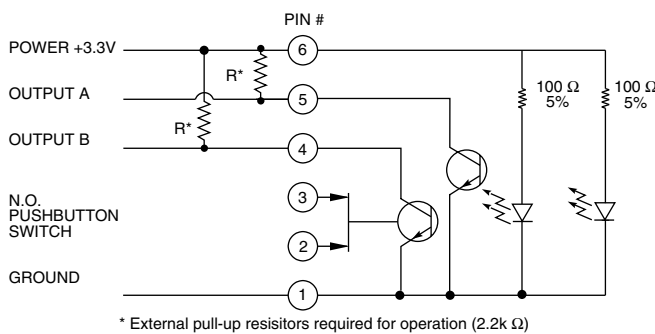 PIN #
POWER +3.3V
6
R*
100 Ω
5%
100 Ω
5%
OUTPUT A
5
R*
OUTPUT B
4
N.O.
PUSHBUTTON
SWITCH
3
2
GROUND
1
* External pull-up resisitors required for operation (2.2k Ω)